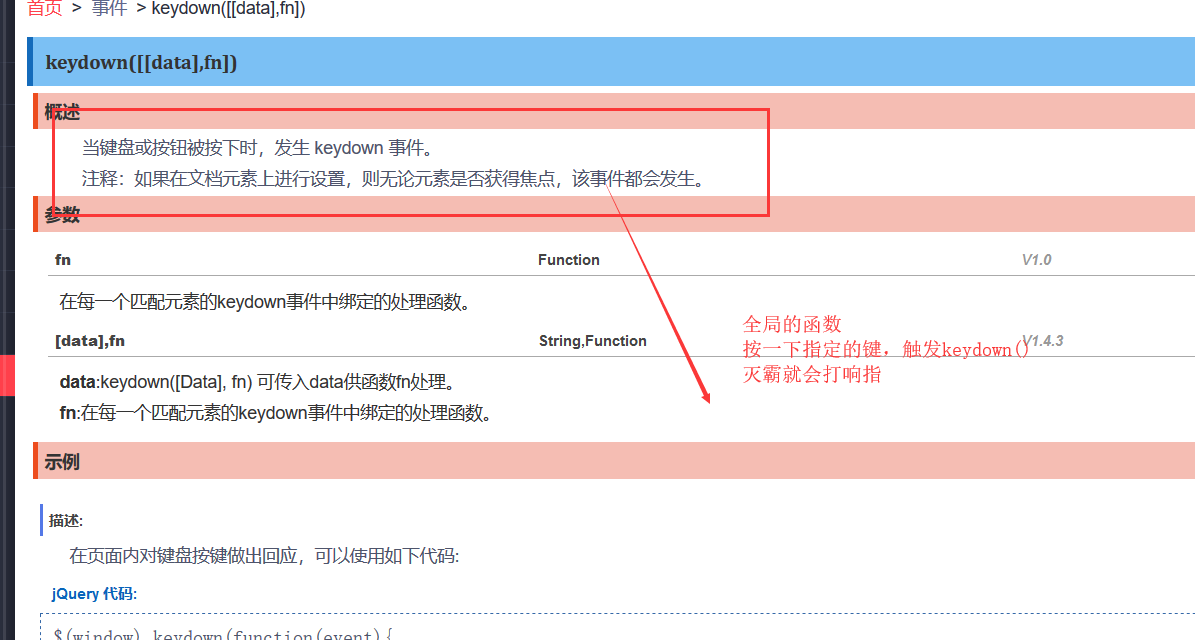 首页 > 事件 > keydown([[data],fn])
keydown([[data],fn])
概述
当键盘或按钮被按下时，发生 keydown 事件。
注释：如果在文档元素上进行设置，则无论元素是否获得焦点，该事件都会发生。
参数
fn Function V1.0
在每一个匹配元素的keydown事件中绑定的处理函数。
[data],fn String,Function V1.4.3
data:keydown([Data], fn) 可传入data供函数fn处理。
fn:在每一个匹配元素的keydown事件中绑定的处理函数。
全局的函数
按一下指定的键，触发keydown()
灭霸就会打响指
示例
描述:
在页面内对键盘按键做出回应，可以使用如下代码:
jQuery 代码:
$(window).keydown(function(event){